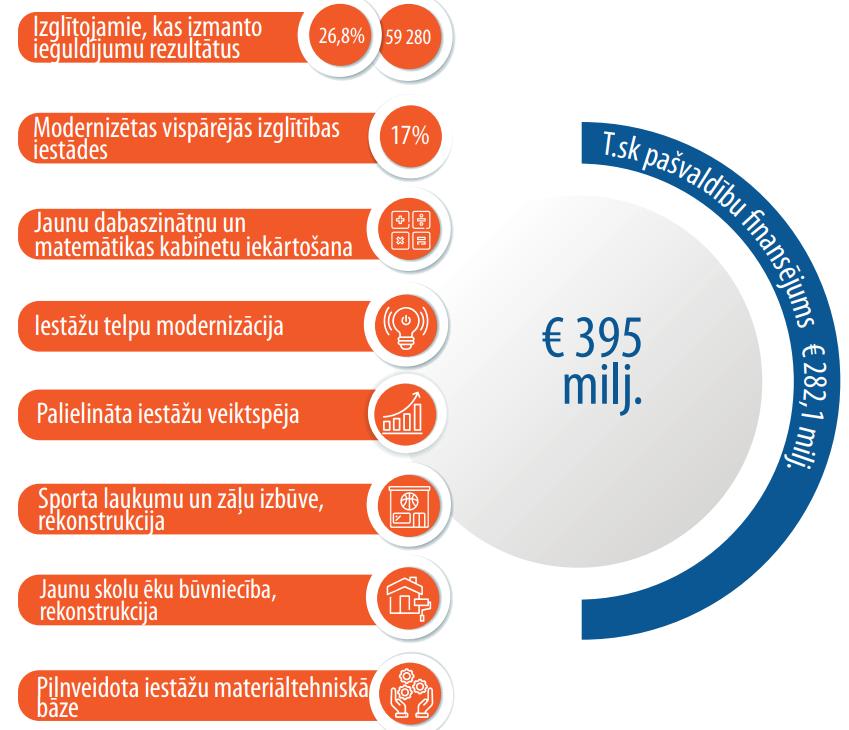 Izglītojamie, kas izmanto
ieguldījumu rezultātus
26,8%
59 280
Modernizētas vispārējās izglītības
iestādes
17%
Jaunu dabaszinātņu un
matemātikas kabinetu iekārtošana
Iestāžu telpu modernizācija
Palielināta iestāžu veiktspēja
Sporta laukumu un zāļu izbūve,
rekonstrukcija
Jaunu skolu ēku būvniecība,
rekonstrukcija
Pilnveidota iestāžu materiāltehniskā
bāze
€ 395
milj.
T.sk pašvaldību finansējums € 282,1 milj.